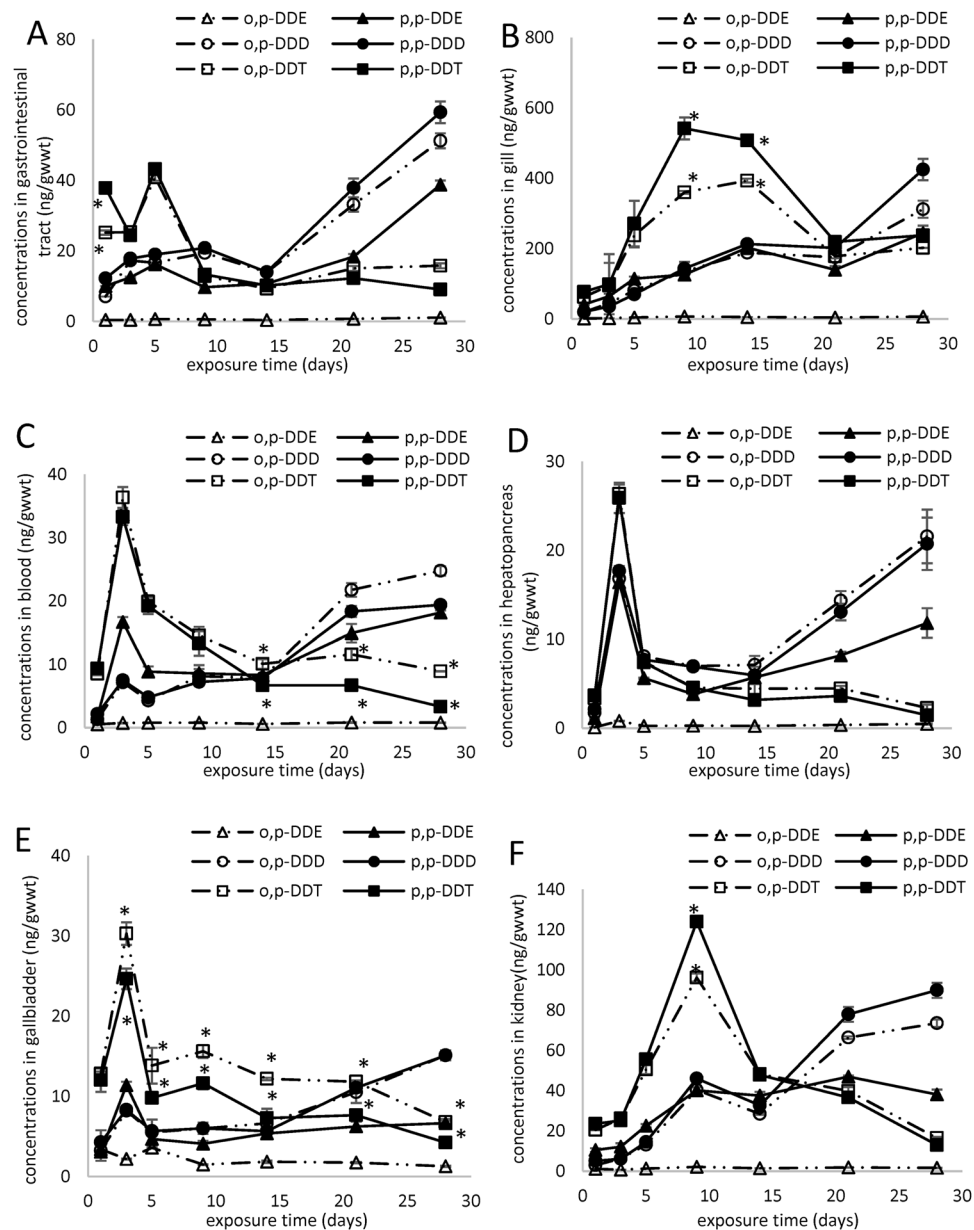 A
o,p-DDE p,p-DDE
o,p-DDD p,p-DDD
o,p-DDT p,p-DDT
concentrations in gastrointestinal
tract (ng/gwwt)
80
60
40
20
0
* *
0 5 10 15 20 25 30
exposure time (days)
B
o,p-DDE p,p-DDE
o,p-DDD p,p-DDD
o,p-DDT p,p-DDT
concentrations in gill (ng/gwwt)
800
600
400
200
0
* * * *
0 5 10 15 20 25 30
exposure time (days)
C
o,p-DDE p,p-DDE
o,p-DDD p,p-DDD
o,p-DDT p,p-DDT
concentrations in blood (ng/gwwt)
40
30
20
10
0
* * *
* * *
0 5 10 15 20 25 30
exposure time (days)
D
o,p-DDE p,p-DDE
o,p-DDD p,p-DDD
o,p-DDT p,p-DDT
concentrations in hepatopancreas
(ng/gwwt)
30
20
10
0
0 5 10 15 20 25 30
exposure time (days)
E
o,p-DDE p,p-DDE
o,p-DDD p,p-DDD
o,p-DDT p,p-DDT
concentrations in gallbladder (ng/gwwt)
40
30
20
10
0
* * * * * *
* * * * * *
0 5 10 15 20 25 30
exposure time (days)
F
o,p-DDE p,p-DDE
o,p-DDD p,p-DDD
o,p-DDT p,p-DDT
concentrations in kidney(ng/gwwt)
140
120
100
80
60
40
20
0
* *
0 5 10 15 20 25 30
exposure time (days)